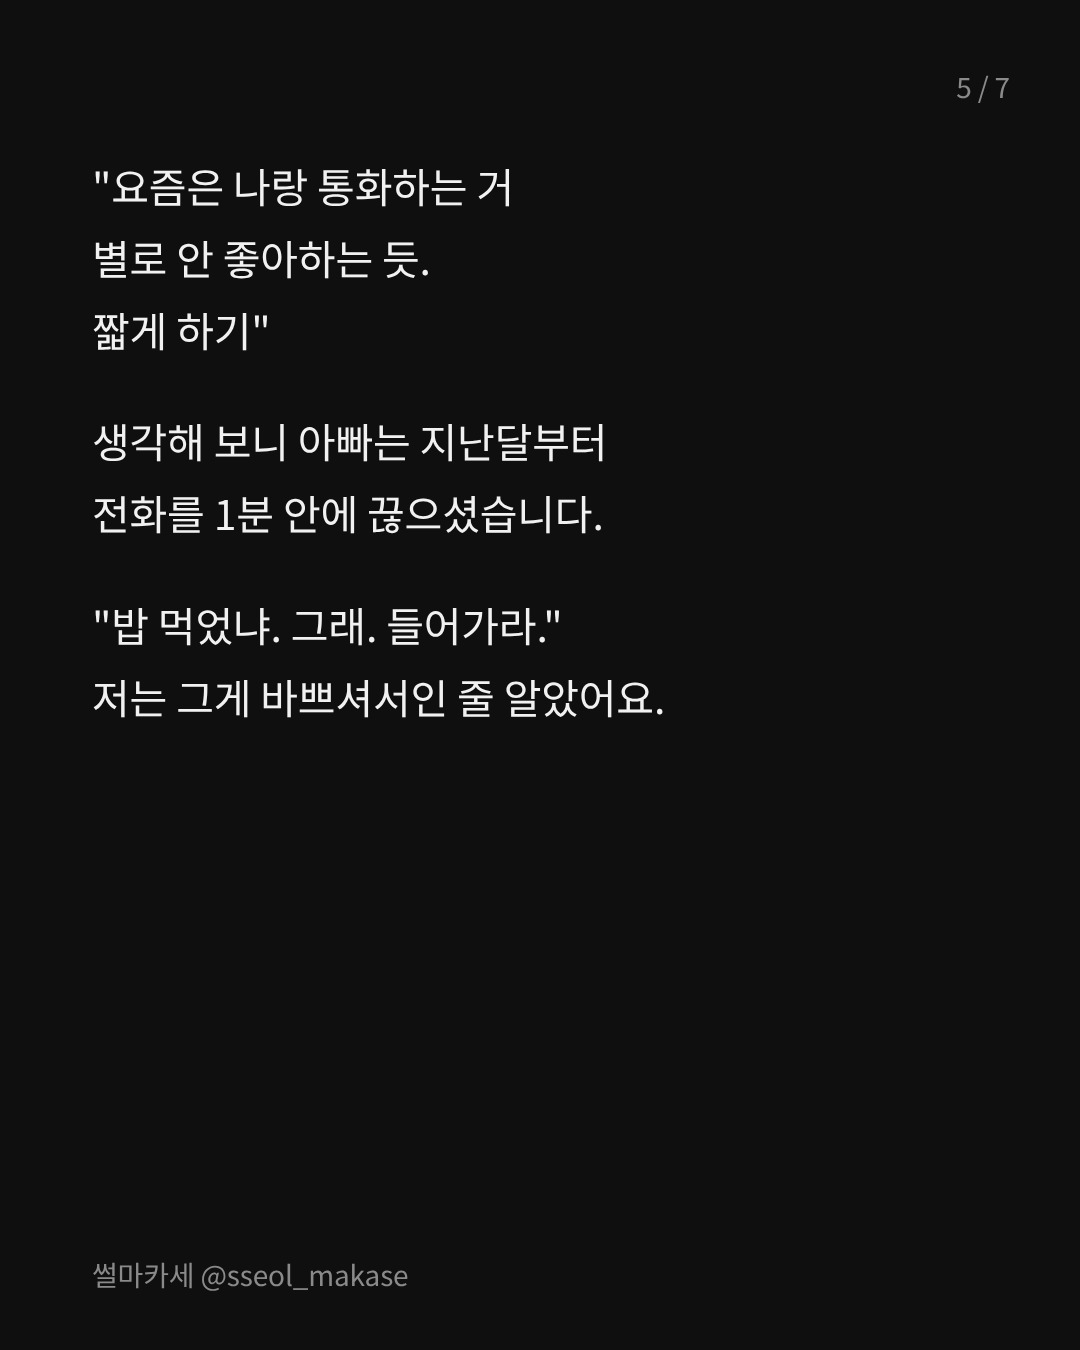 5 / 7
"요즘은 나랑 통화하는 거
별로 안 좋아하는 듯.
짧게 하기"
생각해 보니 아빠는 지난달부터
전화를 1분 안에 끊으셨습니다.
"밥 먹었냐. 그래. 들어가라."
저는 그게 바쁘셔서인 줄 알았어요.
썰마카세 @sseol_makase